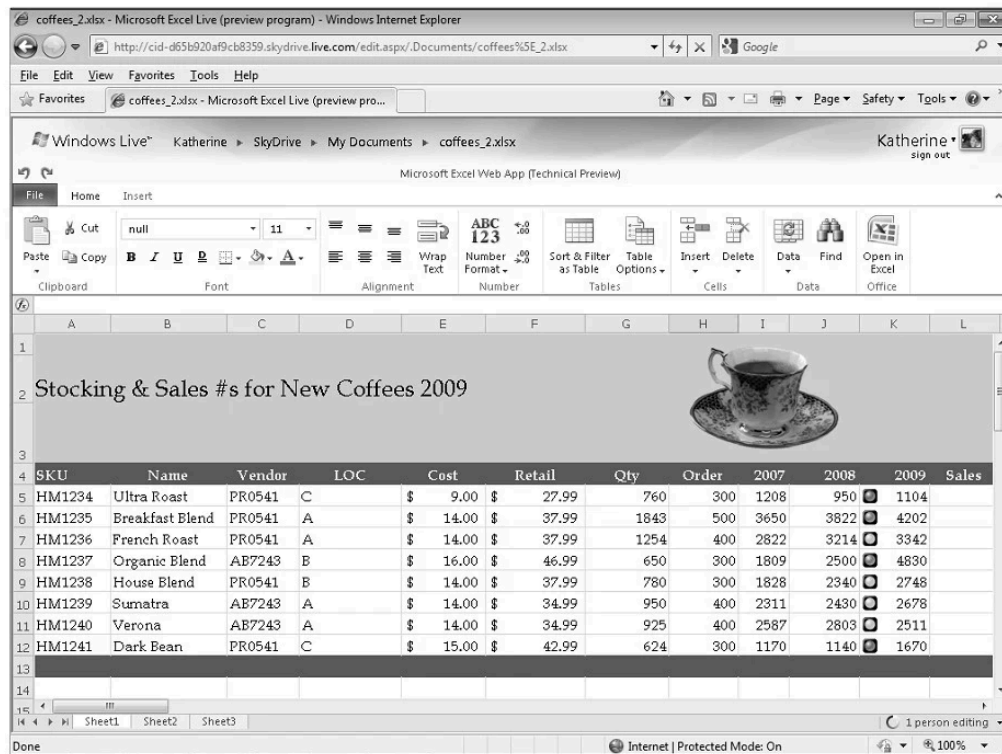 coffees_2.xlsx - Microsoft Excel Live (preview program) - Windows Internet Explorer
http://cid-d65b920af9cb8359.skydrive.live.com/edit.aspx/.Documents/coffees%5E_2.xlsx Google
File Edit View Favorites Tools Help
Favorites coffees_2.xlsx - Microsoft Excel Live (preview pro... Page Safety Tools
Windows Live™ Katherine ▸ SkyDrive ▸ My Documents ▸ coffees_2.xlsx Katherine
sign out
Microsoft Excel Web App (Technical Preview)
File Home Insert
Cut null 11 ABC 123
Paste Copy B I U D A Wrap Text Number Format Sort & Filter as Table Table Options Insert Delete Data Find Open in Excel
Clipboard Font Alignment Number Tables Cells Data Office
fx
A B C D E F G H I J K L
1
2 Stocking & Sales #s for New Coffees 2009
3
4 SKU Name Vendor LOC Cost Retail Qty Order 2007 2008 2009 Sales
5 HM1234 Ultra Roast PR0541 C $ 9.00 $ 27.99 760 300 1208 950 1104
6 HM1235 Breakfast Blend PR0541 A $ 14.00 $ 37.99 1843 500 3650 3822 4202
7 HM1236 French Roast PR0541 A $ 14.00 $ 37.99 1254 400 2822 3214 3342
8 HM1237 Organic Blend AB7243 B $ 16.00 $ 46.99 650 300 1809 2500 4830
9 HM1238 House Blend PR0541 B $ 14.00 $ 37.99 780 300 1828 2340 2748
10 HM1239 Sumatra AB7243 A $ 14.00 $ 34.99 950 400 2311 2430 2678
11 HM1240 Verona AB7243 A $ 14.00 $ 34.99 925 400 2587 2803 2511
12 HM1241 Dark Bean PR0541 C $ 15.00 $ 42.99 624 300 1170 1140 1670
13
14
15
Sheet1 Sheet2 Sheet3 1 person editing
Done Internet | Protected Mode: On 100%